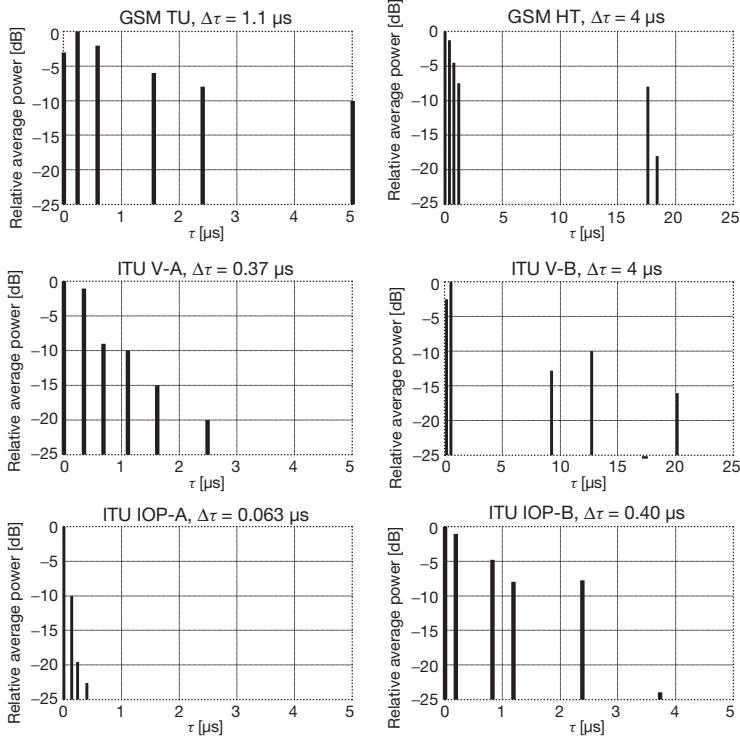 GSM TU, Δτ = 1.1 μs
Relative average power [dB]
0
−5
−10
−15
−20
−25
0 1 2 3 4 5
τ [μs]
GSM HT, Δτ = 4 μs
Relative average power [dB]
0
−5
−10
−15
−20
−25
0 5 10 15 20 25
τ [μs]
ITU V-A, Δτ = 0.37 μs
Relative average power [dB]
0
−5
−10
−15
−20
−25
0 1 2 3 4 5
τ [μs]
ITU V-B, Δτ = 4 μs
Relative average power [dB]
0
−5
−10
−15
−20
−25
0 5 10 15 20 25
τ [μs]
ITU IOP-A, Δτ = 0.063 μs
Relative average power [dB]
0
−5
−10
−15
−20
−25
0 1 2 3 4 5
τ [μs]
ITU IOP-B, Δτ = 0.40 μs
Relative average power [dB]
0
−5
−10
−15
−20
−25
0 1 2 3 4 5
τ [μs]